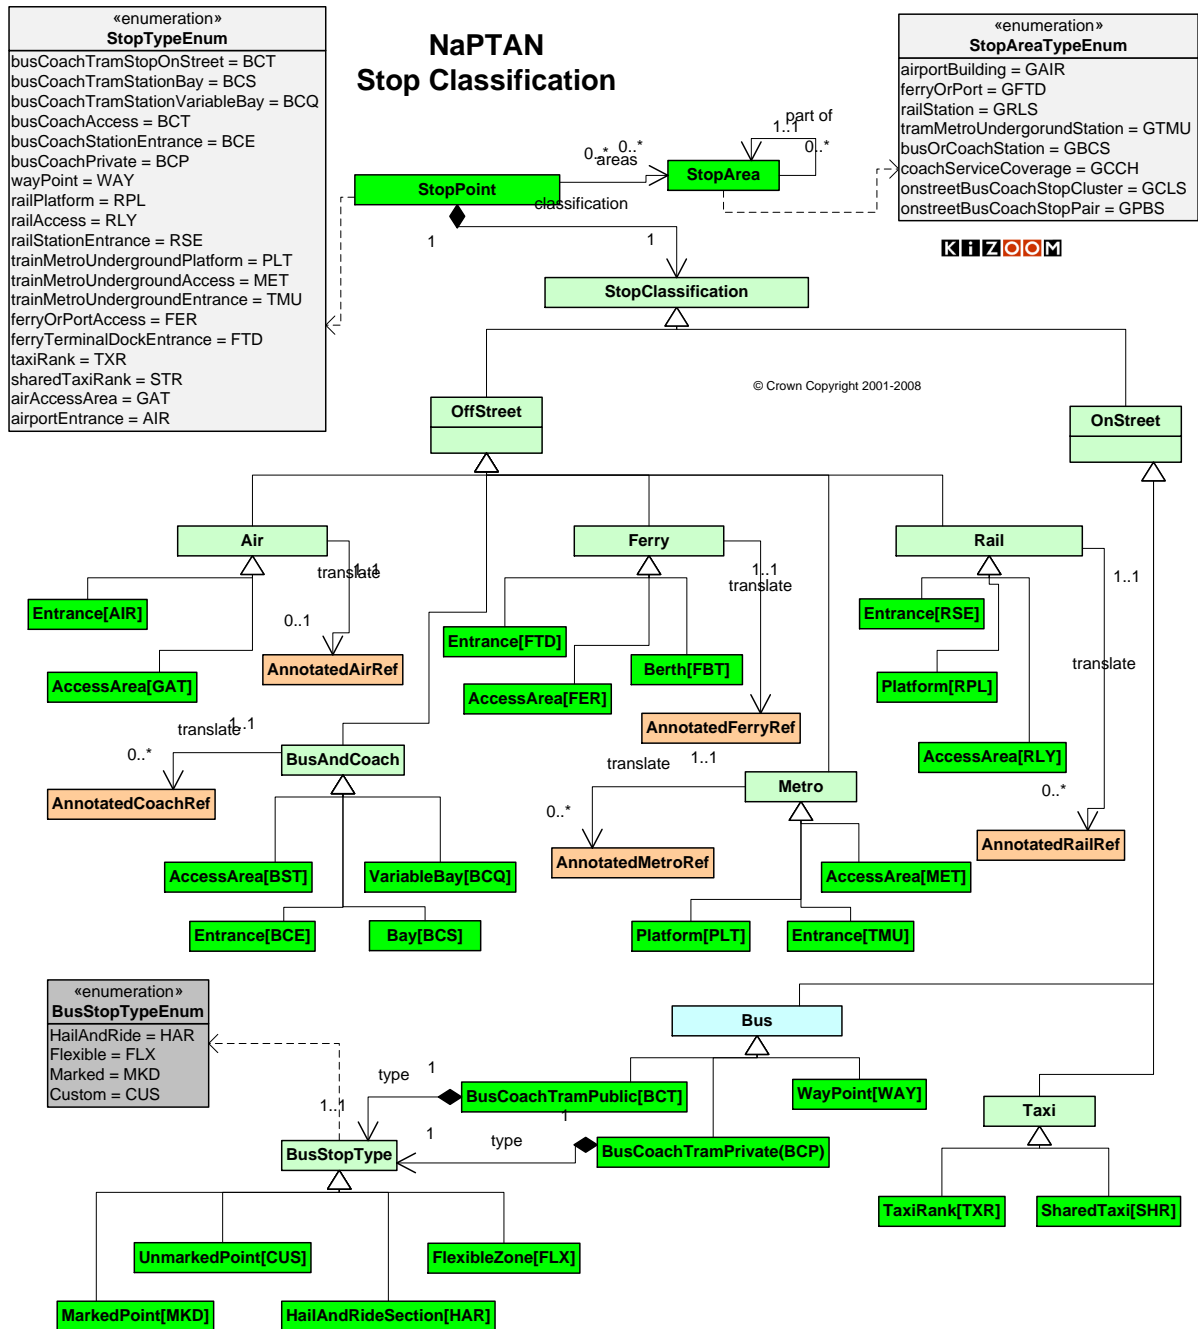 «enumeration»
StopTypeEnum
busCoachTramStopOnStreet = BCT
busCoachTramStationBay = BCS
busCoachTramStationVariableBay = BCQ
busCoachAccess = BCT
busCoachStationEntrance = BCE
busCoachPrivate = BCP
wayPoint = WAY
railPlatform = RPL
railAccess = RLY
railStationEntrance = RSE
trainMetroUndergroundPlatform = PLT
trainMetroUndergroundAccess = MET
trainMetroUndergroundEntrance = TMU
ferryOrPortAccess = FER
ferryTerminalDockEntrance = FTD
taxiRank = TXR
sharedTaxiRank = STR
airAccessArea = GAT
airportEntrance = AIR
NaPTAN
Stop Classification
«enumeration»
StopAreaTypeEnum
airportBuilding = GAIR
ferryOrPort = GFTD
railStation = GRLS
tramMetroUndergorundStation = GTMU
busOrCoachStation = GBCS
coachServiceCoverage = GCCH
onstreetBusCoachStopCluster = GCLS
onstreetBusCoachStopPair = GPBS
KiZOOM
part of
1..1
0..*
0..*
0..*
areas
StopArea
StopPoint
classification
1
1
StopClassification
© Crown Copyright 2001-2008
OffStreet
OnStreet
Air
Ferry
Rail
translate
1..1
1..1
translate
1..1
Entrance[AIR]
0..1
AnnotatedAirRef
AccessArea[GAT]
Entrance[FTD]
Berth[FBT]
AccessArea[FER]
AnnotatedFerryRef
Entrance[RSE]
translate
Platform[RPL]
AccessArea[RLY]
0..*
AnnotatedRailRef
translate
1..1
0..*
BusAndCoach
AnnotatedCoachRef
translate
1..1
Metro
0..*
AnnotatedMetroRef
AccessArea[BST]
VariableBay[BCQ]
AccessArea[MET]
Entrance[BCE]
Bay[BCS]
Platform[PLT]
Entrance[TMU]
«enumeration»
BusStopTypeEnum
HailAndRide = HAR
Flexible = FLX
Marked = MKD
Custom = CUS
Bus
type
1
1
BusCoachTramPublic[BCT]
WayPoint[WAY]
Taxi
1..1
1
type
1
BusStopType
BusCoachTramPrivate(BCP)
TaxiRank[TXR]
SharedTaxi[SHR]
UnmarkedPoint[CUS]
FlexibleZone[FLX]
MarkedPoint[MKD]
HailAndRideSection[HAR]